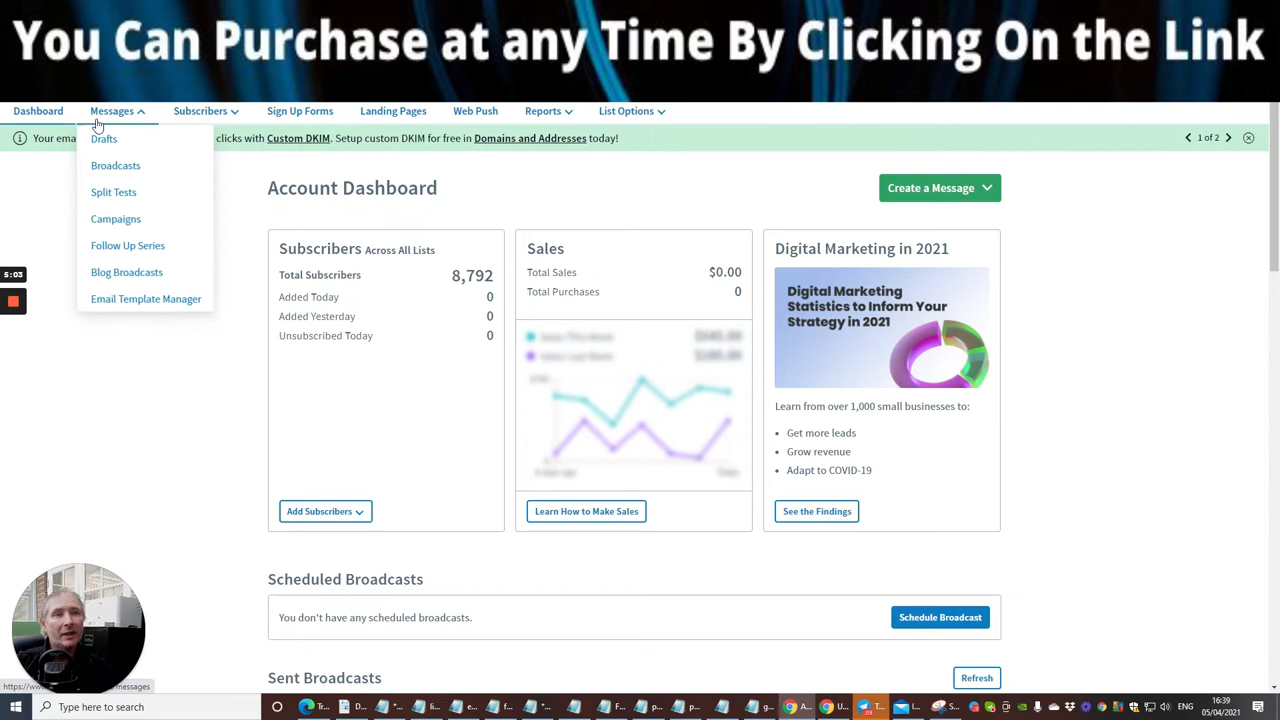 You Can Purchase at any Time By Clicking On the Link
Dashboard Messages Subscribers Sign Up Forms Landing Pages Web Push Reports List Options
Your ema clicks with Custom DKIM. Setup custom DKIM for free in Domains and Addresses today!
1 of 2
Drafts
Broadcasts
Split Tests
Campaigns
Follow Up Series
Blog Broadcasts
Email Template Manager
5:03
Account Dashboard
Create a Message
Subscribers Across All Lists
Total Subscribers 8,792
Added Today 0
Added Yesterday 0
Unsubscribed Today 0
Add Subscribers
Sales
Total Sales $0.00
Total Purchases 0
Learn How to Make Sales
Digital Marketing in 2021
Digital Marketing
Statistics to Inform Your
Strategy in 2021
Learn from over 1,000 small businesses to:
• Get more leads
• Grow revenue
• Adapt to COVID-19
See the Findings
Scheduled Broadcasts
You don't have any scheduled broadcasts.
Schedule Broadcast
Sent Broadcasts
Refresh
Type here to search
16:39
05/04/2021